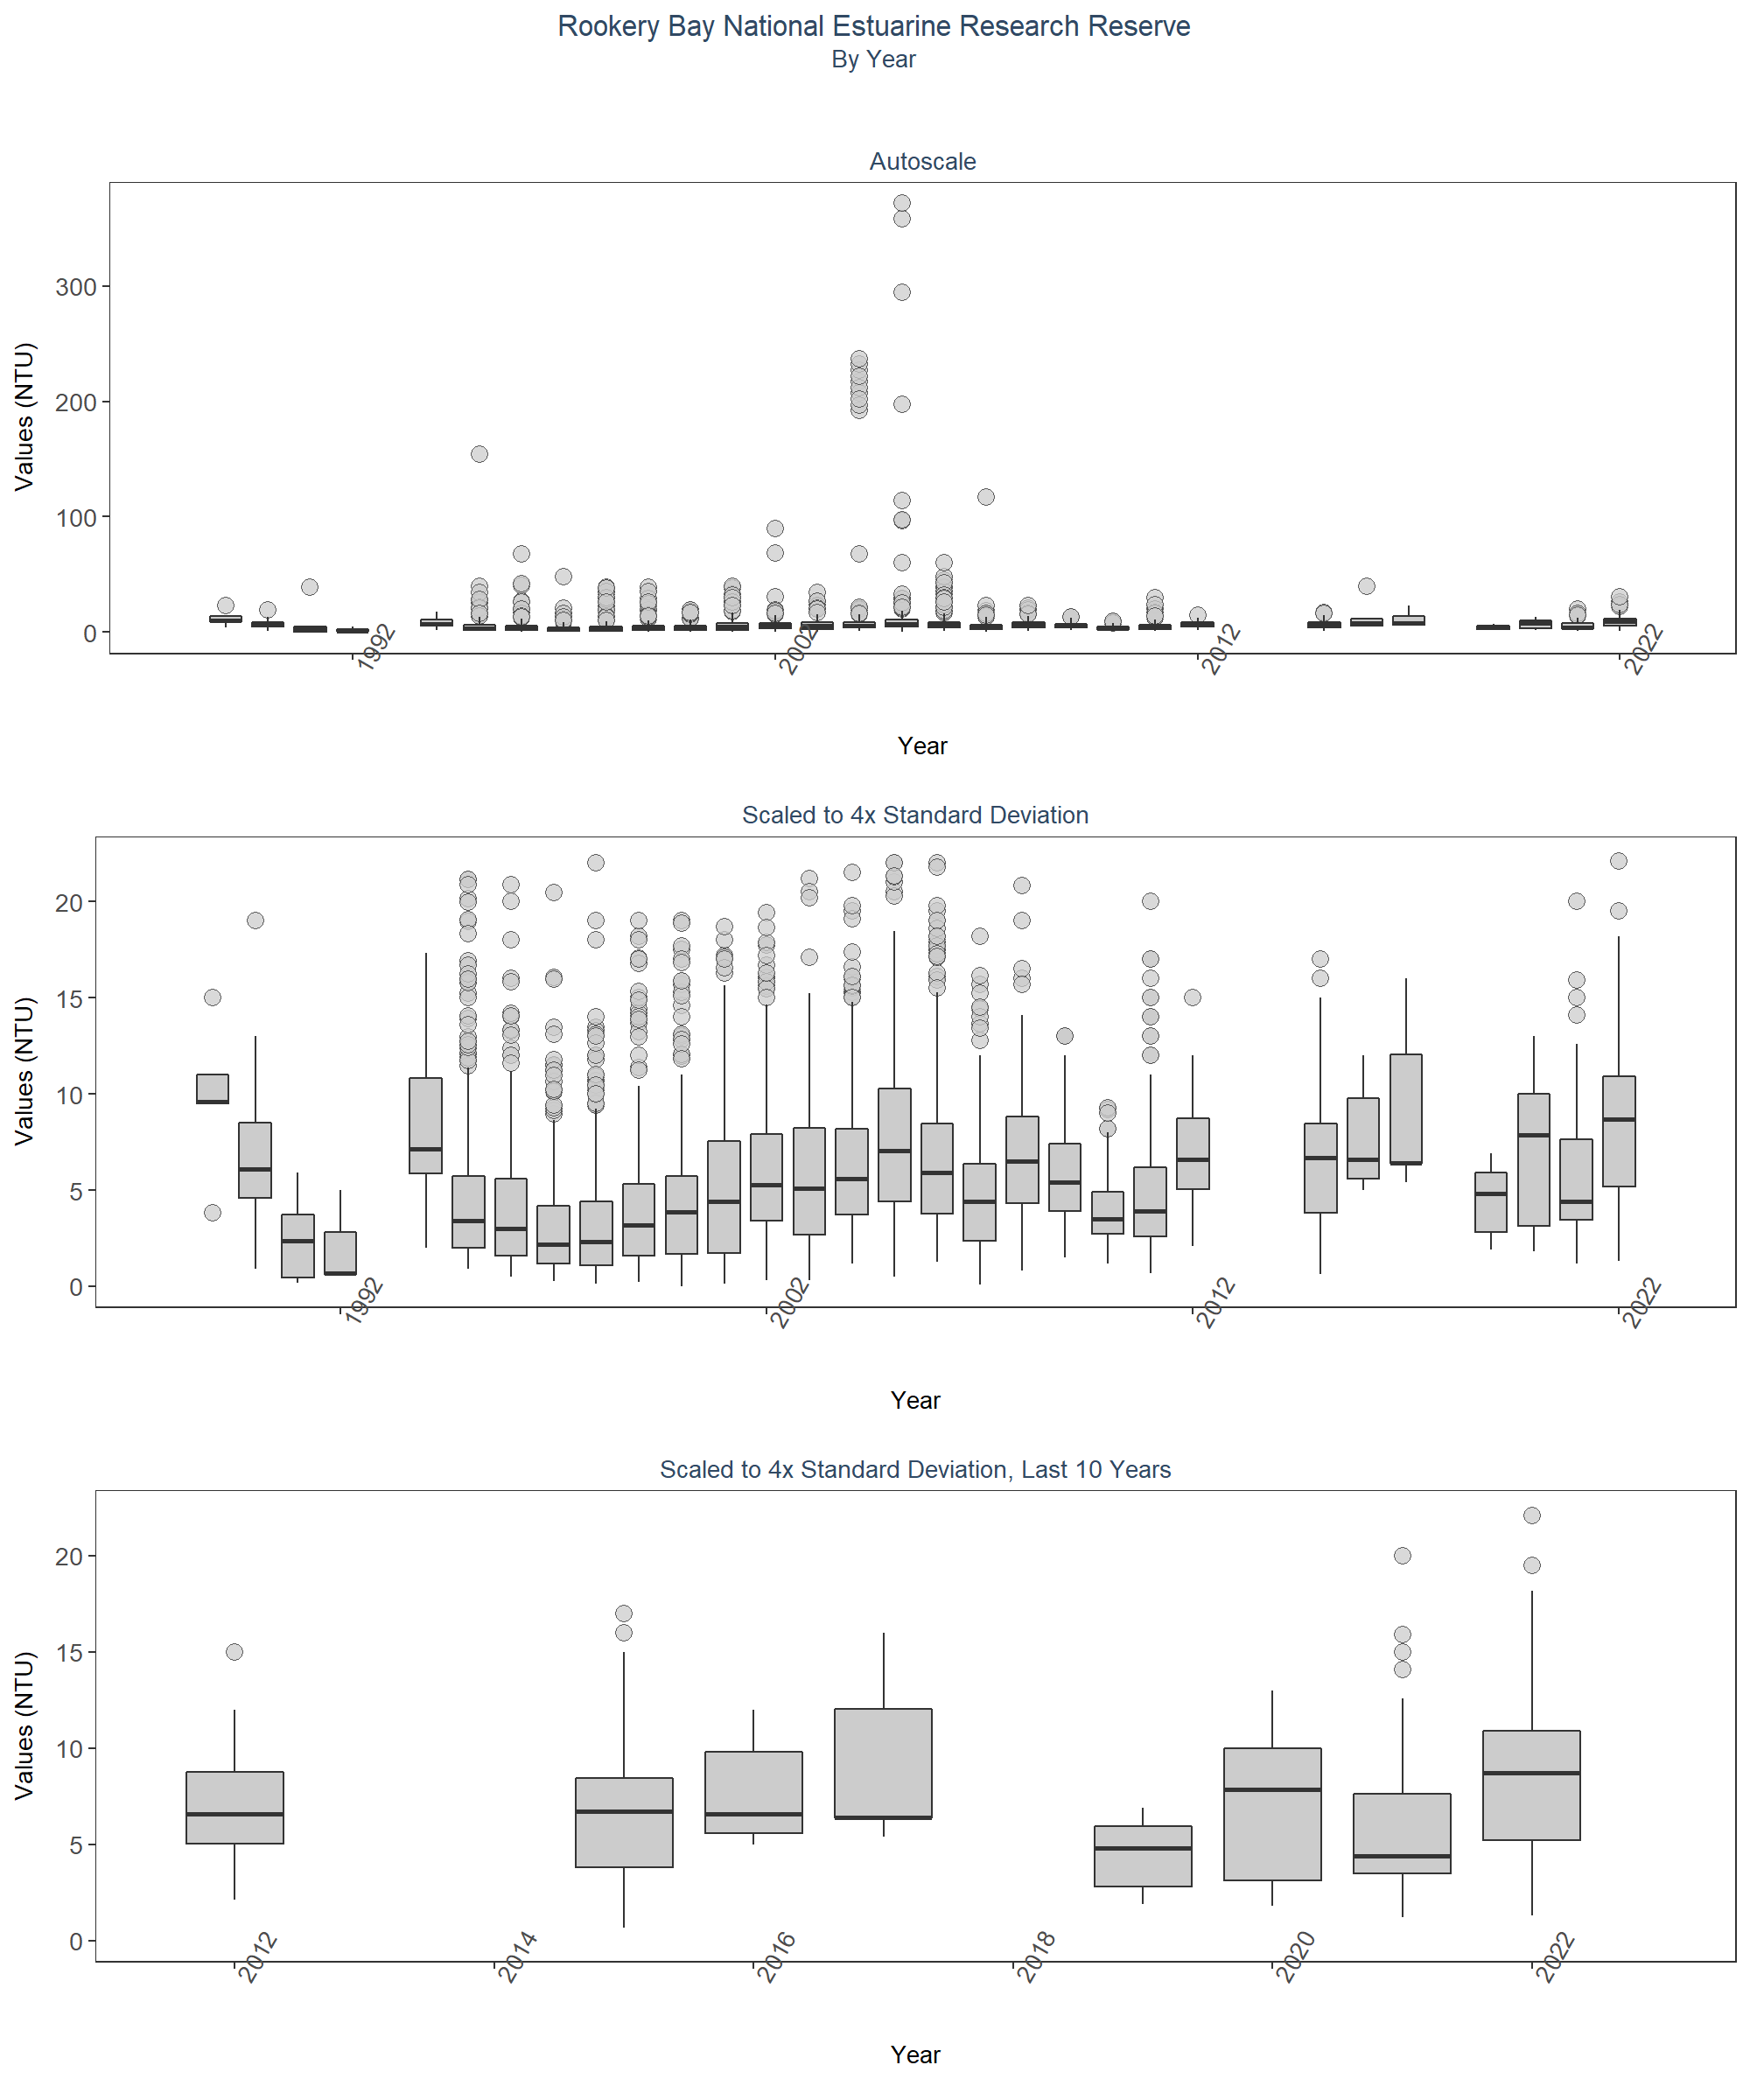 Rookery Bay National Estuarine Research Reserve
By Year
Autoscale
Values (NTU)
300
200
100
0
1992
2002
2012
2022
Year
Scaled to 4x Standard Deviation
Values (NTU)
20
15
10
5
0
1992
2002
2012
2022
Year
Scaled to 4x Standard Deviation, Last 10 Years
Values (NTU)
20
15
10
5
0
2012
2014
2016
2018
2020
2022
Year